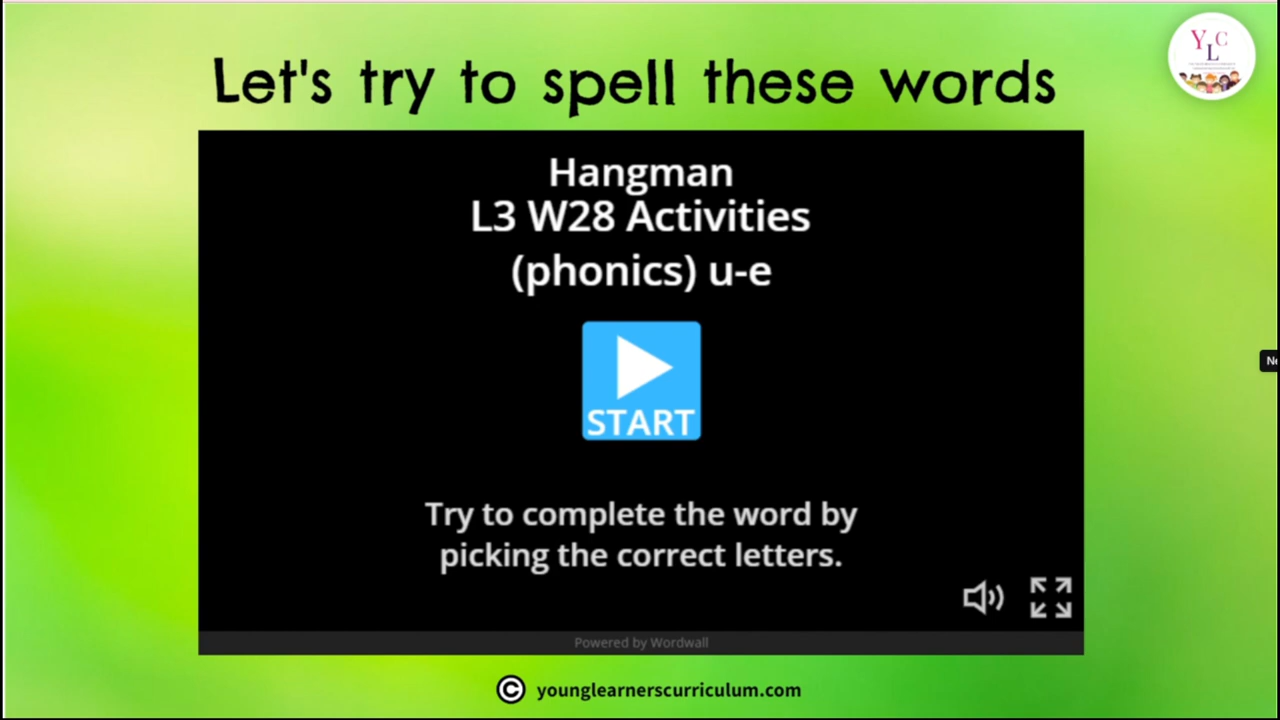 Let's try to spell these words
YLC
Hangman
L3 W28 Activities
(phonics) u-e
START
Try to complete the word by
picking the correct letters.
Powered by Wordwall
© younglearnerscurriculum.com